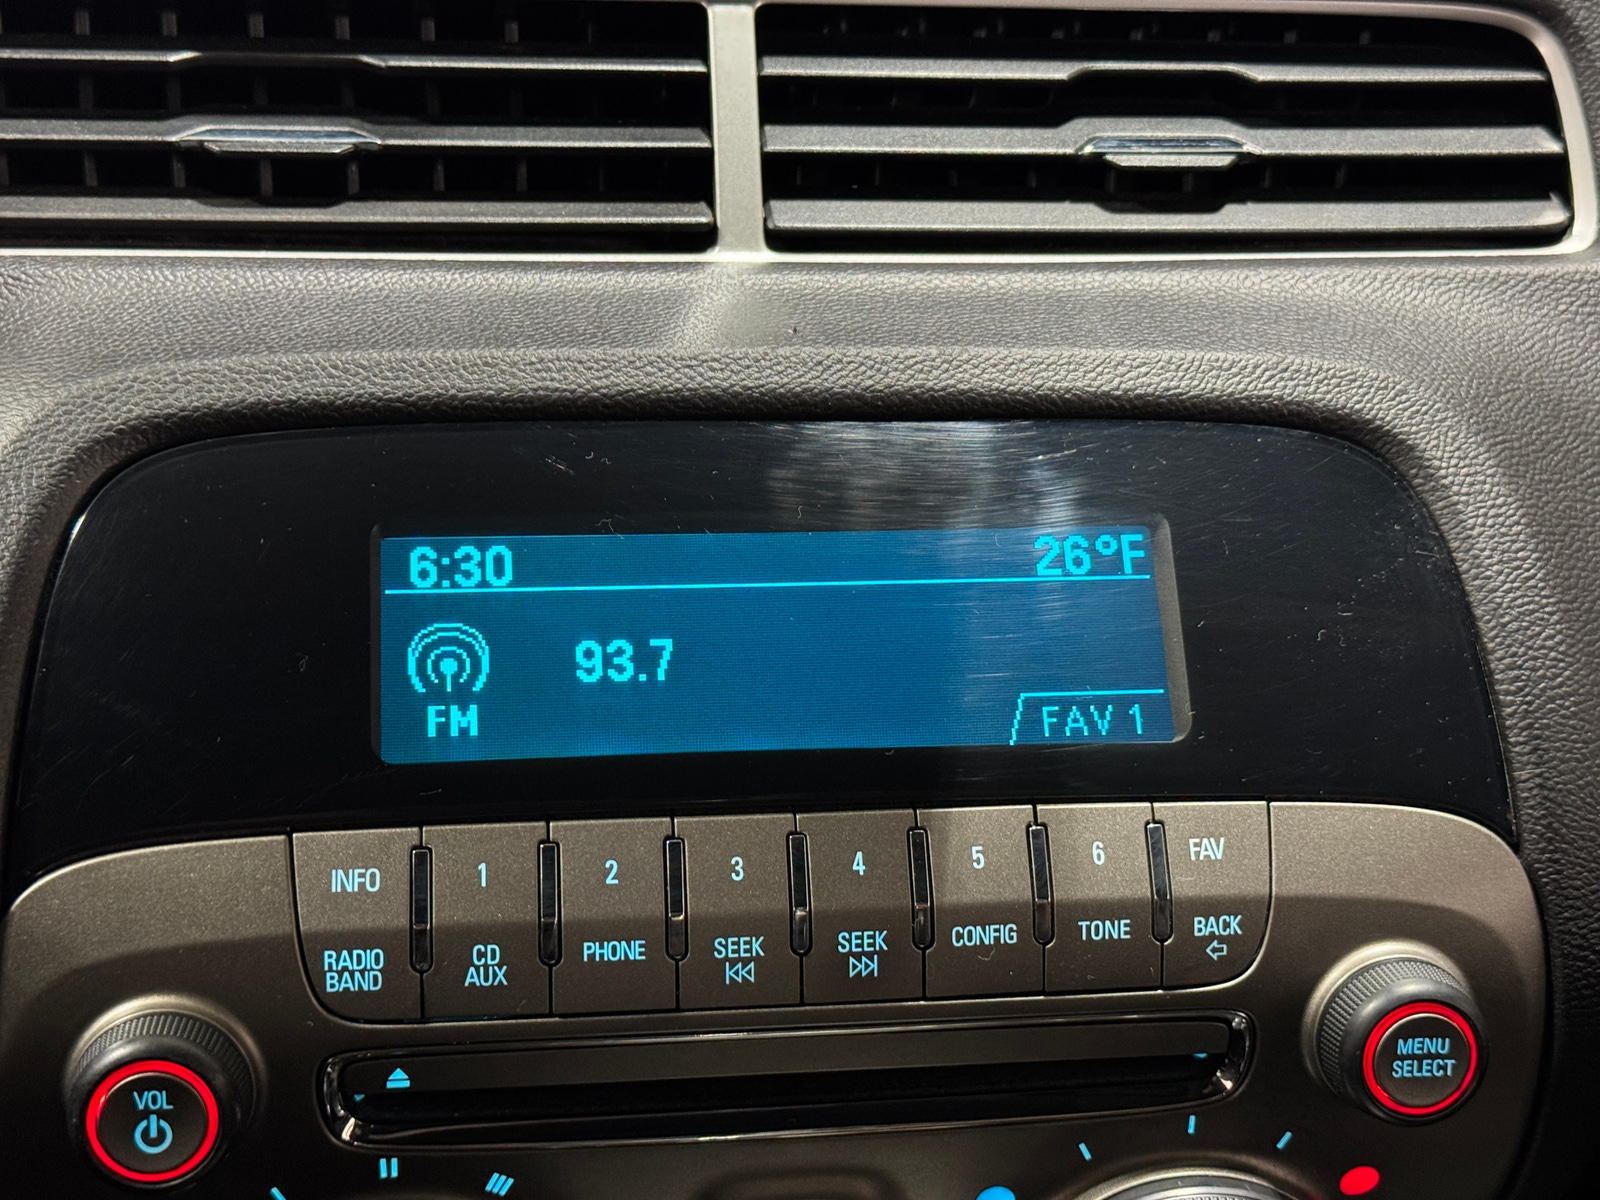 6:30 26°F
93.7
FM FAV 1
INFO 1 2 3 4 5 6 FAV
RADIO BAND CD AUX PHONE SEEK SEEK CONFIG TONE BACK
VOL
MENU
SELECT